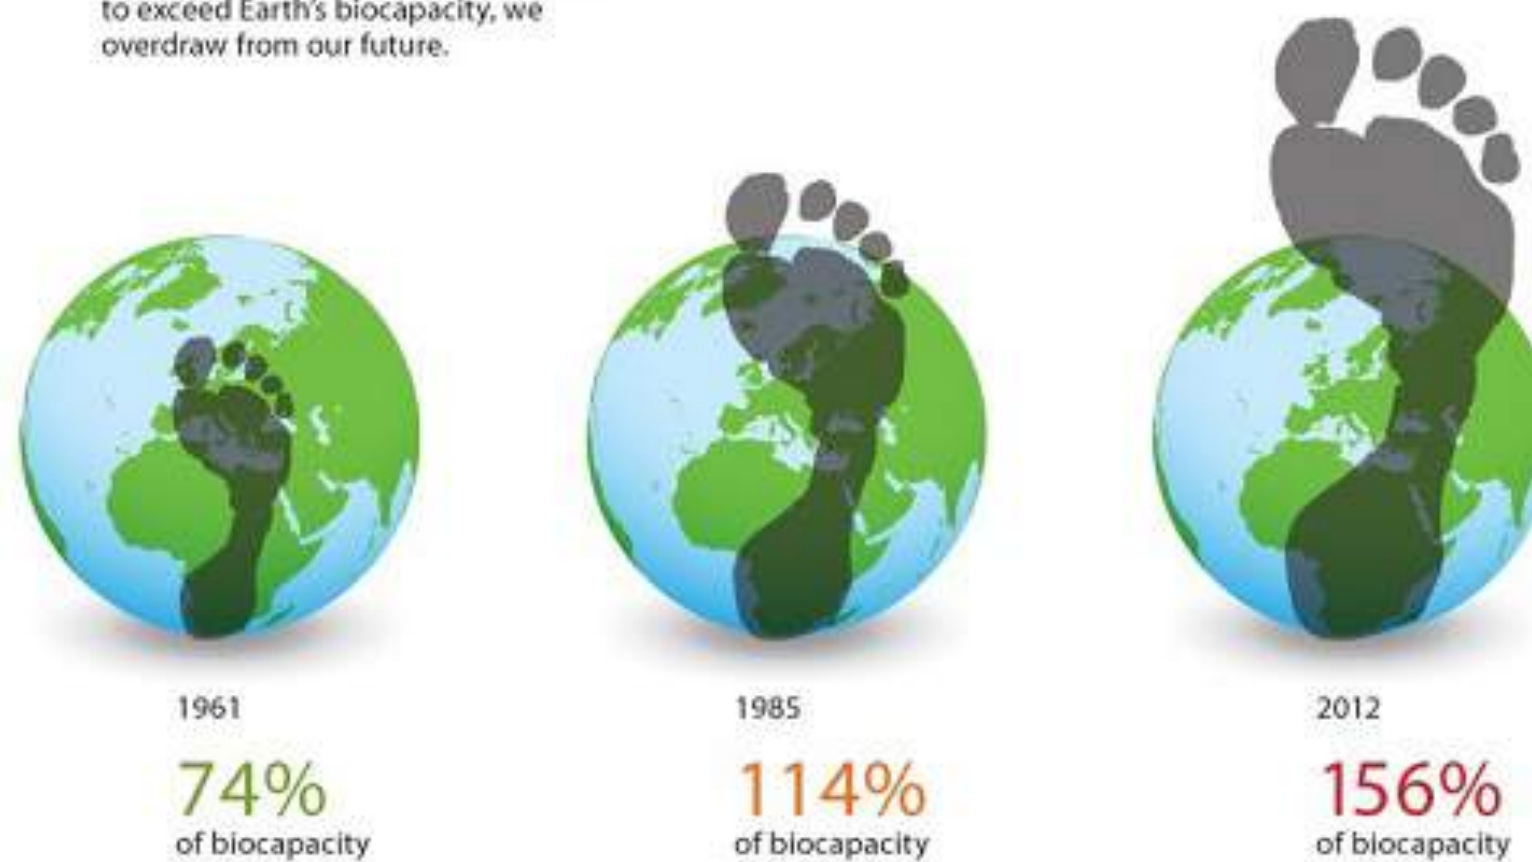 to exceed Earth's biocapacity, we
overdraw from our future.
1961
74%
of biocapacity
1985
114%
of biocapacity
2012
156%
of biocapacity